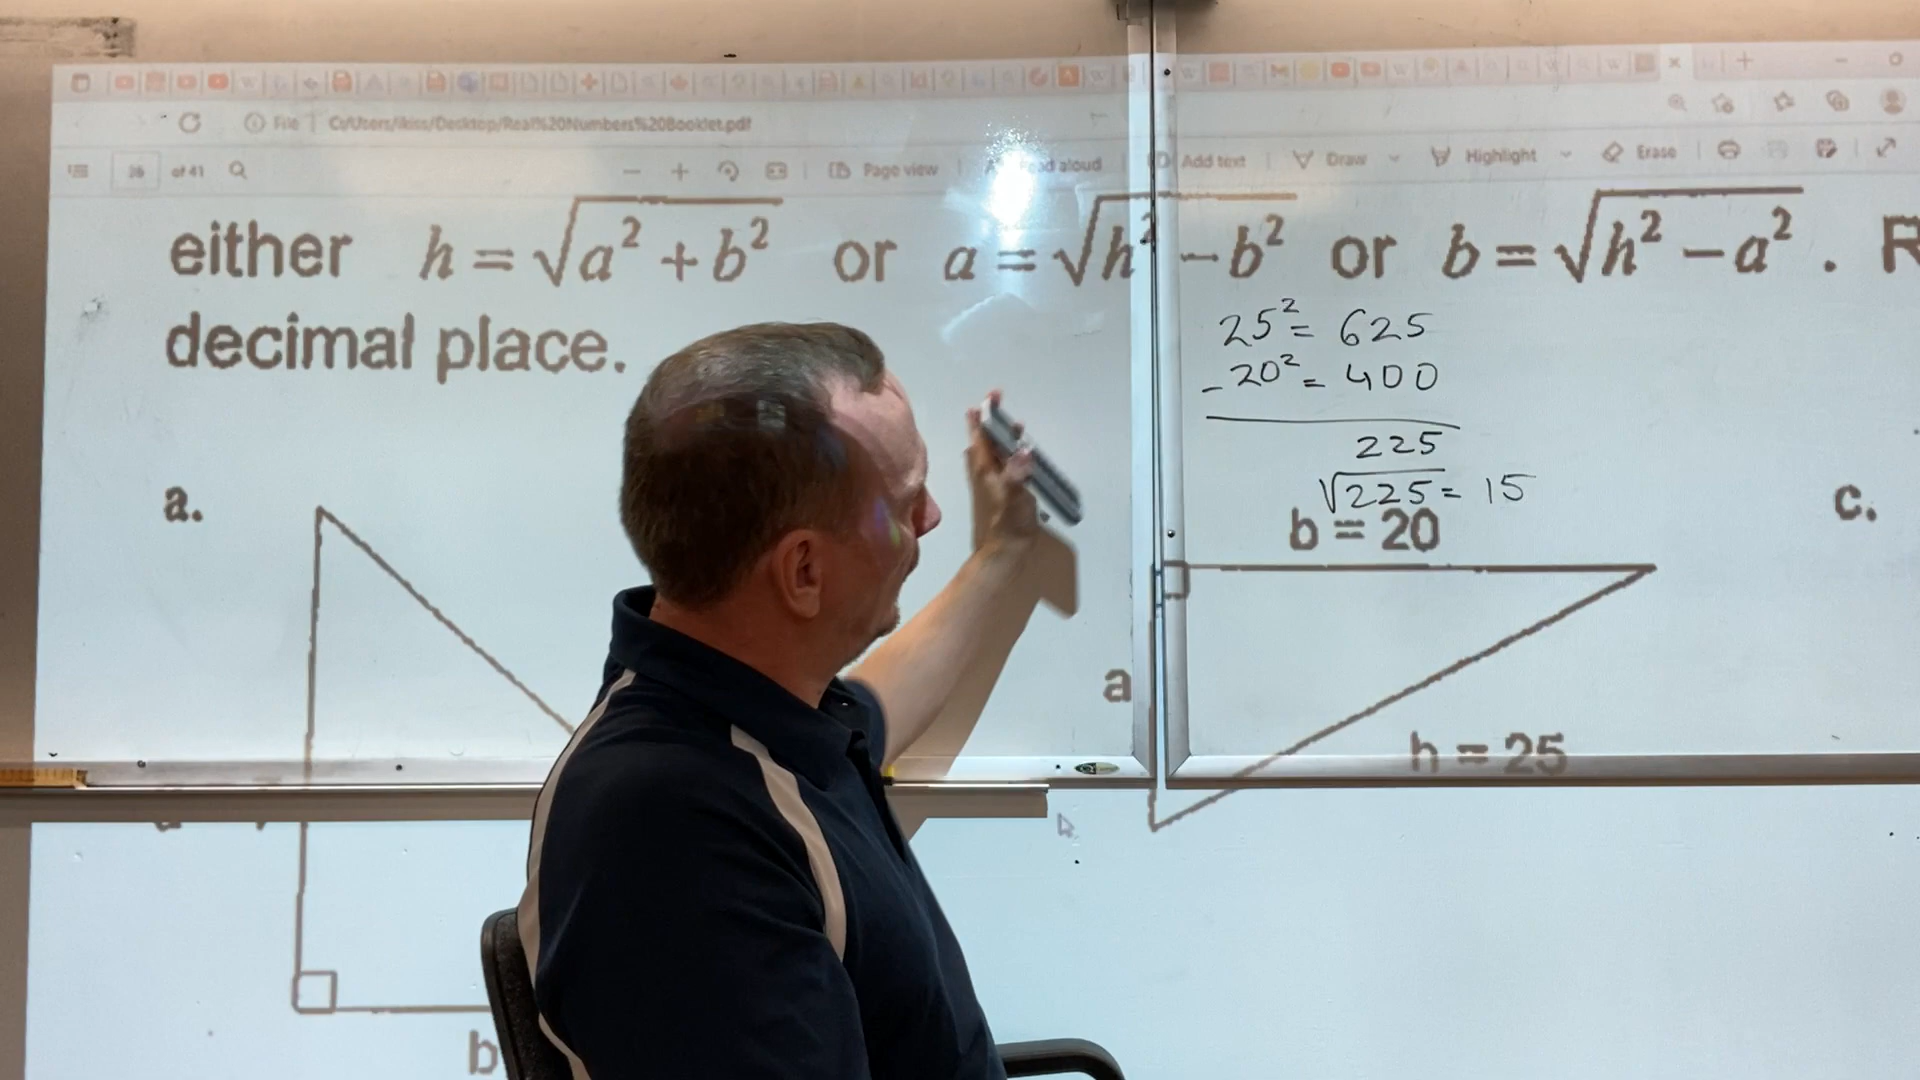 File C:/Users/ikiss/Desktop/Real%20Numbers%20Booklet.pdf
36 of 41 Page view Read aloud Add text Draw Highlight Erase
either h = √a² + b² or a = √h² − b² or b = √h² − a² . R
decimal place.
25² = 625
- 20² = 400
225
√225 = 15
a.
b = 20
c.
a
h = 25
b